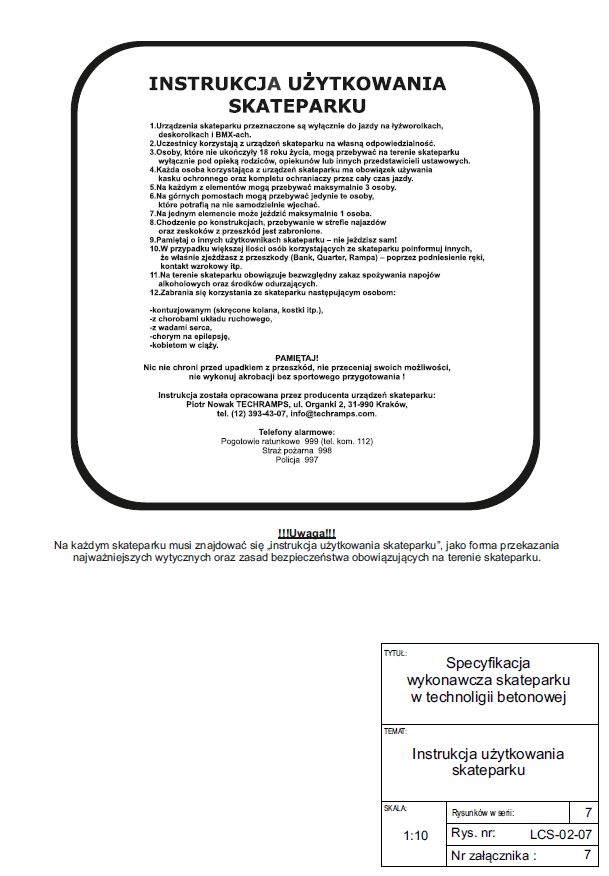 INSTRUKCJA UŻYTKOWANIA
SKATEPARKU
1.Urządzenia skateparku przeznaczone są wyłącznie do jazdy na łyżworolkach,
deskorolkach i BMX-ach.
2.Uczestnicy korzystają z urządzeń skateparku na własną odpowiedzialność.
3.Osoby, które nie ukończyły 18 roku życia, mogą przebywać na terenie skateparku
wyłącznie pod opieką rodziców, opiekunów lub innych przedstawicieli ustawowych.
4.Każda osoba korzystająca z urządzeń skateparku ma obowiązek używania
kasku ochronnego oraz kompletu ochraniaczy przez cały czas jazdy.
5.Na każdym z elementów mogą przebywać maksymalnie 3 osoby.
6.Na górnych pomostach mogą przebywać jedynie te osoby,
które potrafią na nie samodzielnie wjechać.
7.Na jednym elemencie może jeździć maksymalnie 1 osoba.
8.Chodzenie po konstrukcjach, przebywanie w strefie najazdów
oraz zeskoków z przeszkód jest zabronione.
9.Pamiętaj o innych użytkownikach skateparku – nie jeździsz sam!
10.W przypadku większej ilości osób korzystających ze skateparku poinformuj innych,
że właśnie zjeżdżasz z przeszkody (Bank, Quarter, Rampa) – poprzez podniesienie ręki,
kontakt wzrokowy itp.
11.Na terenie skateparku obowiązuje bezwzględny zakaz spożywania napojów
alkoholowych oraz środków odurzających.
12.Zabrania się korzystania ze skateparku następującym osobom:
-kontuzjowanym (skręcone kolana, kostki itp.),
-z chorobami układu ruchowego,
-z wadami serca,
-chorym na epilepsję,
-kobietom w ciąży.
PAMIĘTAJ!
Nic nie chroni przed upadkiem z przeszkód, nie przeceniaj swoich możliwości,
nie wykonuj akrobacji bez sportowego przygotowania !
Instrukcja została opracowana przez producenta urządzeń skateparku:
Piotr Nowak TECHRAMPS, ul. Organki 2, 31-990 Kraków,
tel. (12) 393-43-07, info@techramps.com.
Telefony alarmowe:
Pogotowie ratunkowe 999 (tel. kom. 112)
Straż pożarna 998
Policja 997
!!!Uwaga!!!
Na każdym skateparku musi znajdować się „instrukcja użytkowania skateparku”, jako forma przekazania
najważniejszych wytycznych oraz zasad bezpieczeństwa obowiązujących na terenie skateparku.
TYTUŁ:
Specyfikacja
wykonawcza skateparku
w technoligii betonowej
TEMAT:
Instrukcja użytkowania
skateparku
SKALA:
1:10
Rysunków w serii: 7
Rys. nr: LCS-02-07
Nr załącznika : 7